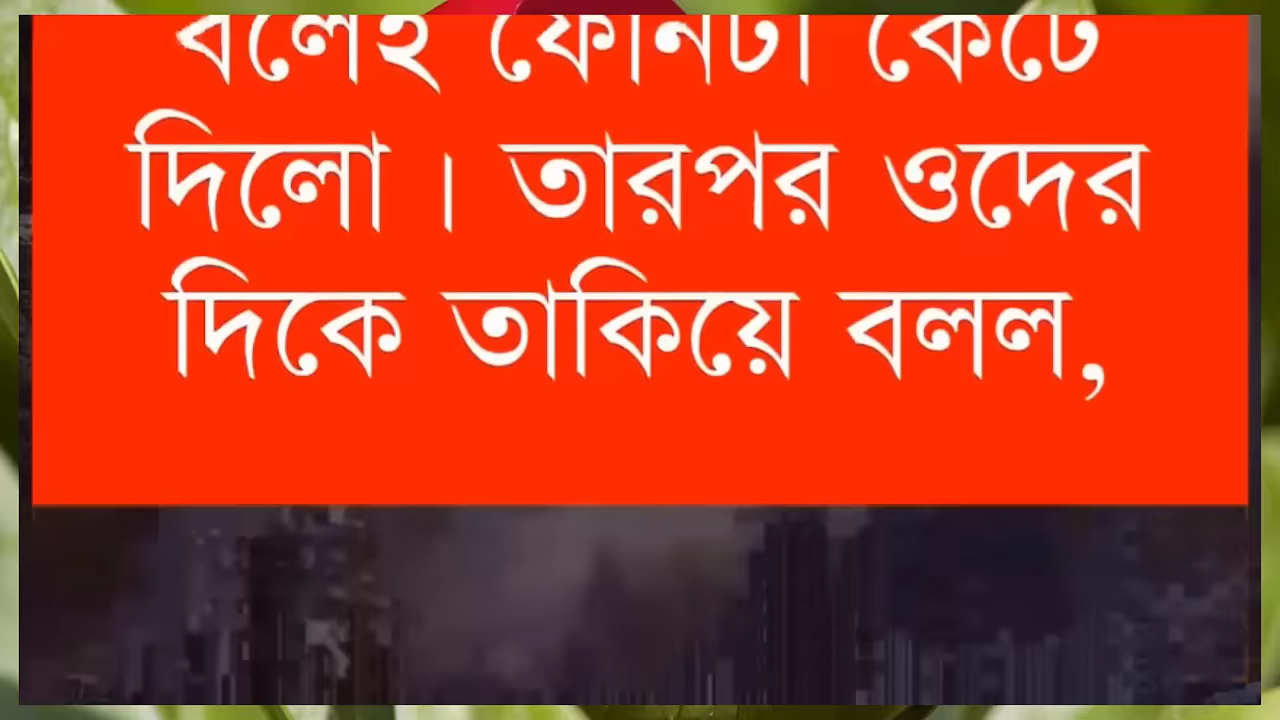 বলেই ফোনটা কেটে
দিলো। তারপর ওদের
দিকে তাকিয়ে বলল,